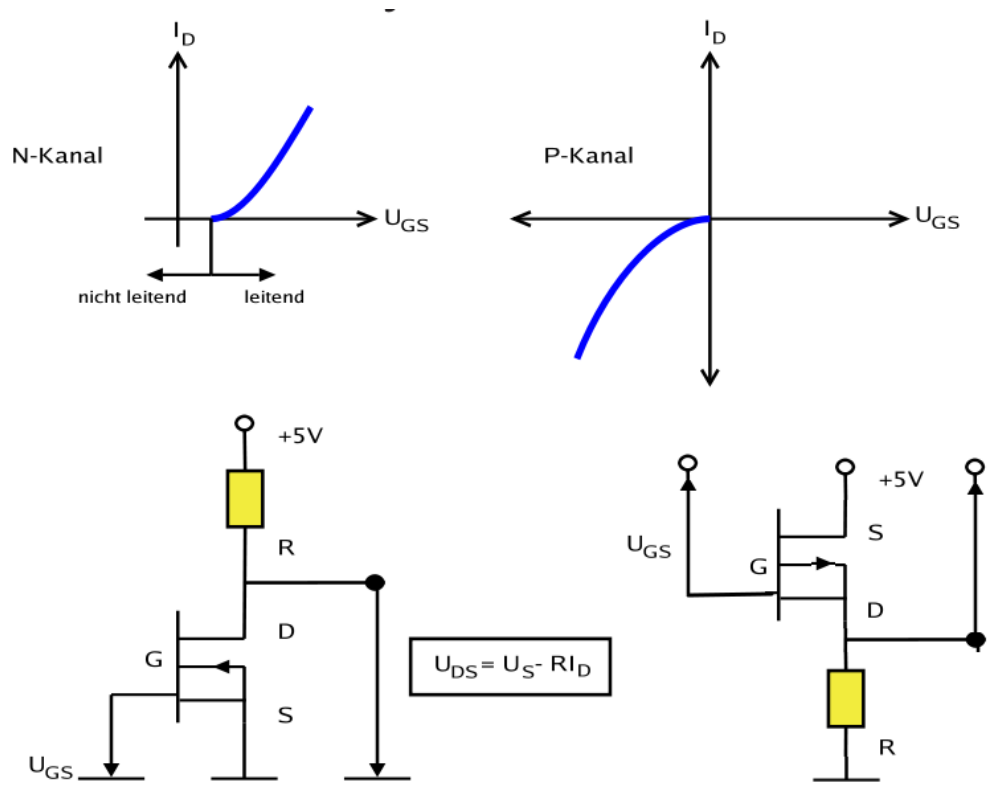 I_D
N-Kanal
U_GS
nicht leitend
leitend
I_D
P-Kanal
U_GS
+5V
R
D
G
S
U_GS
U_DS = U_S - RI_D
+5V
S
U_GS
G
D
R